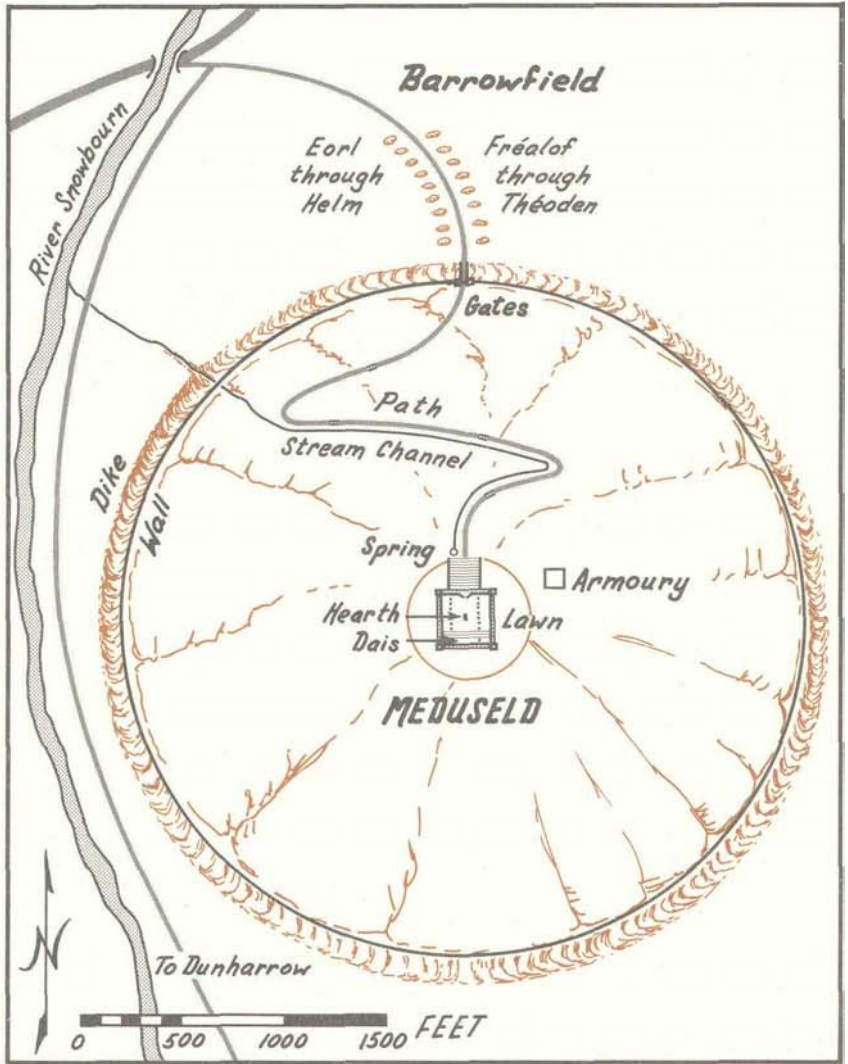 Barrowfield
Eorl
through
Helm
Fréalof
through
Théoden
River Snowbourn
Gates
Path
Stream Channel
Dike
Wall
Spring
Armoury
Hearth
Lawn
Dais
MEDUSELD
N
To Dunharrow
FEET
0 500 1000 1500